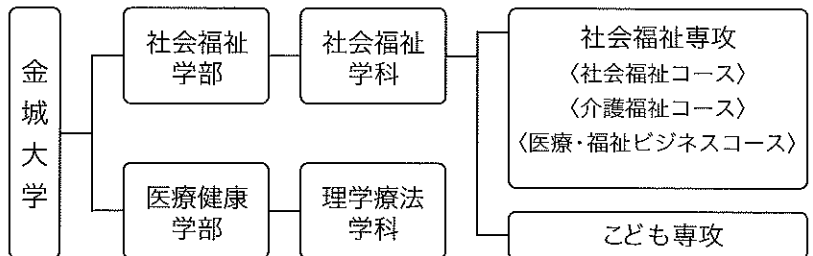 金城大学
社会福祉
学部
社会福祉
学科
社会福祉専攻
〈社会福祉コース〉
〈介護福祉コース〉
〈医療・福祉ビジネスコース〉
医療健康
学部
理学療法
学科
こども専攻